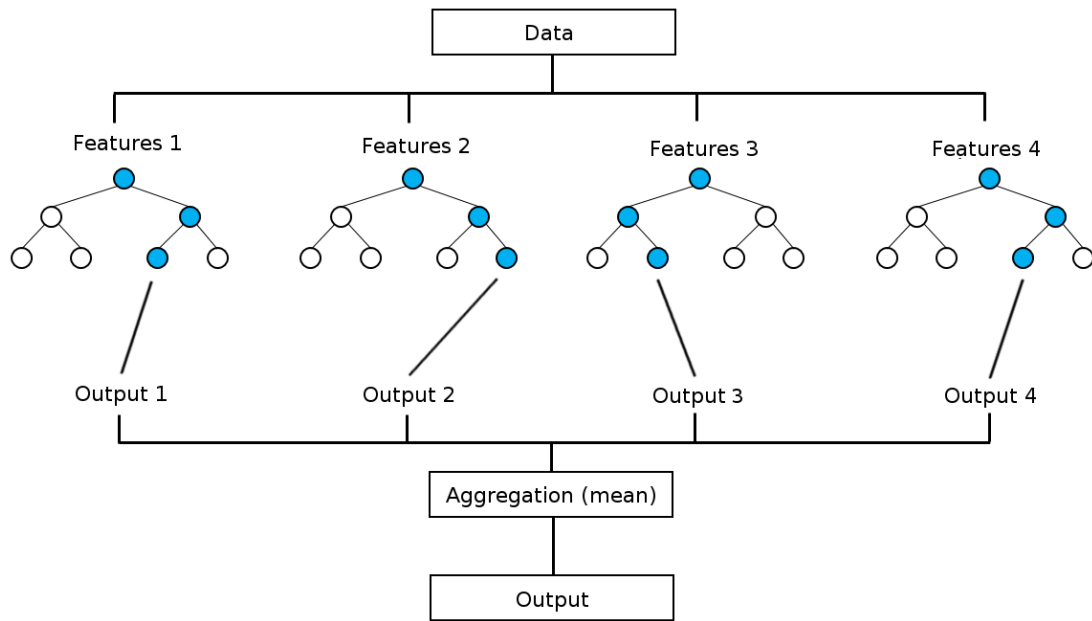 Data
Features 1
Features 2
Features 3
Features 4
Output 1
Output 2
Output 3
Output 4
Aggregation (mean)
Output